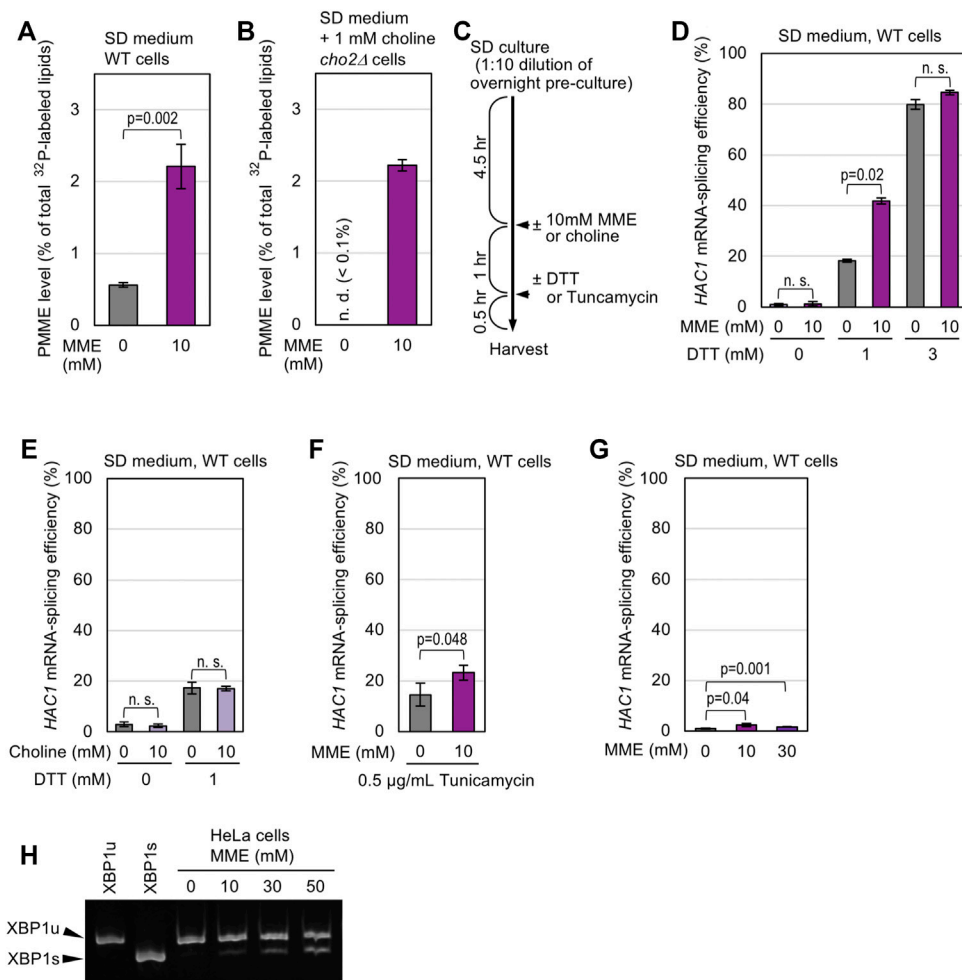 A
SD medium
WT cells
PMME level (% of total 32P-labeled lipids)
3
2
1
0
p=0.002
MME
(mM)
0 10
B
SD medium
+ 1 mM choline
cho2Δ cells
PMME level (% of total 32P-labeled lipids)
3
2
1
0
n. d. (< 0.1%)
MME
(mM)
0 10
C
SD culture
(1:10 dilution of
overnight pre-culture)
4.5 hr
± 10mM MME
or choline
1 hr
± DTT
or Tuncamycin
0.5 hr
Harvest
D
SD medium, WT cells
HAC1 mRNA-splicing efficiency (%)
100
80
60
40
20
0
n. s.
p=0.02
n. s.
MME (mM) 0 10 0 10 0 10
DTT (mM) 0 1 3
E
SD medium, WT cells
HAC1 mRNA-splicing efficiency (%)
100
80
60
40
20
0
n. s.
n. s.
Choline (mM) 0 10 0 10
DTT (mM) 0 1
F
SD medium, WT cells
HAC1 mRNA-splicing efficiency (%)
100
80
60
40
20
0
p=0.048
MME (mM) 0 10
0.5 μg/mL Tunicamycin
G
SD medium, WT cells
HAC1 mRNA-splicing efficiency (%)
100
80
60
40
20
0
p=0.001
p=0.04
MME (mM) 0 10 30
H
XBP1u
XBP1s
HeLa cells
MME (mM)
0 10 30 50
XBP1u
XBP1s